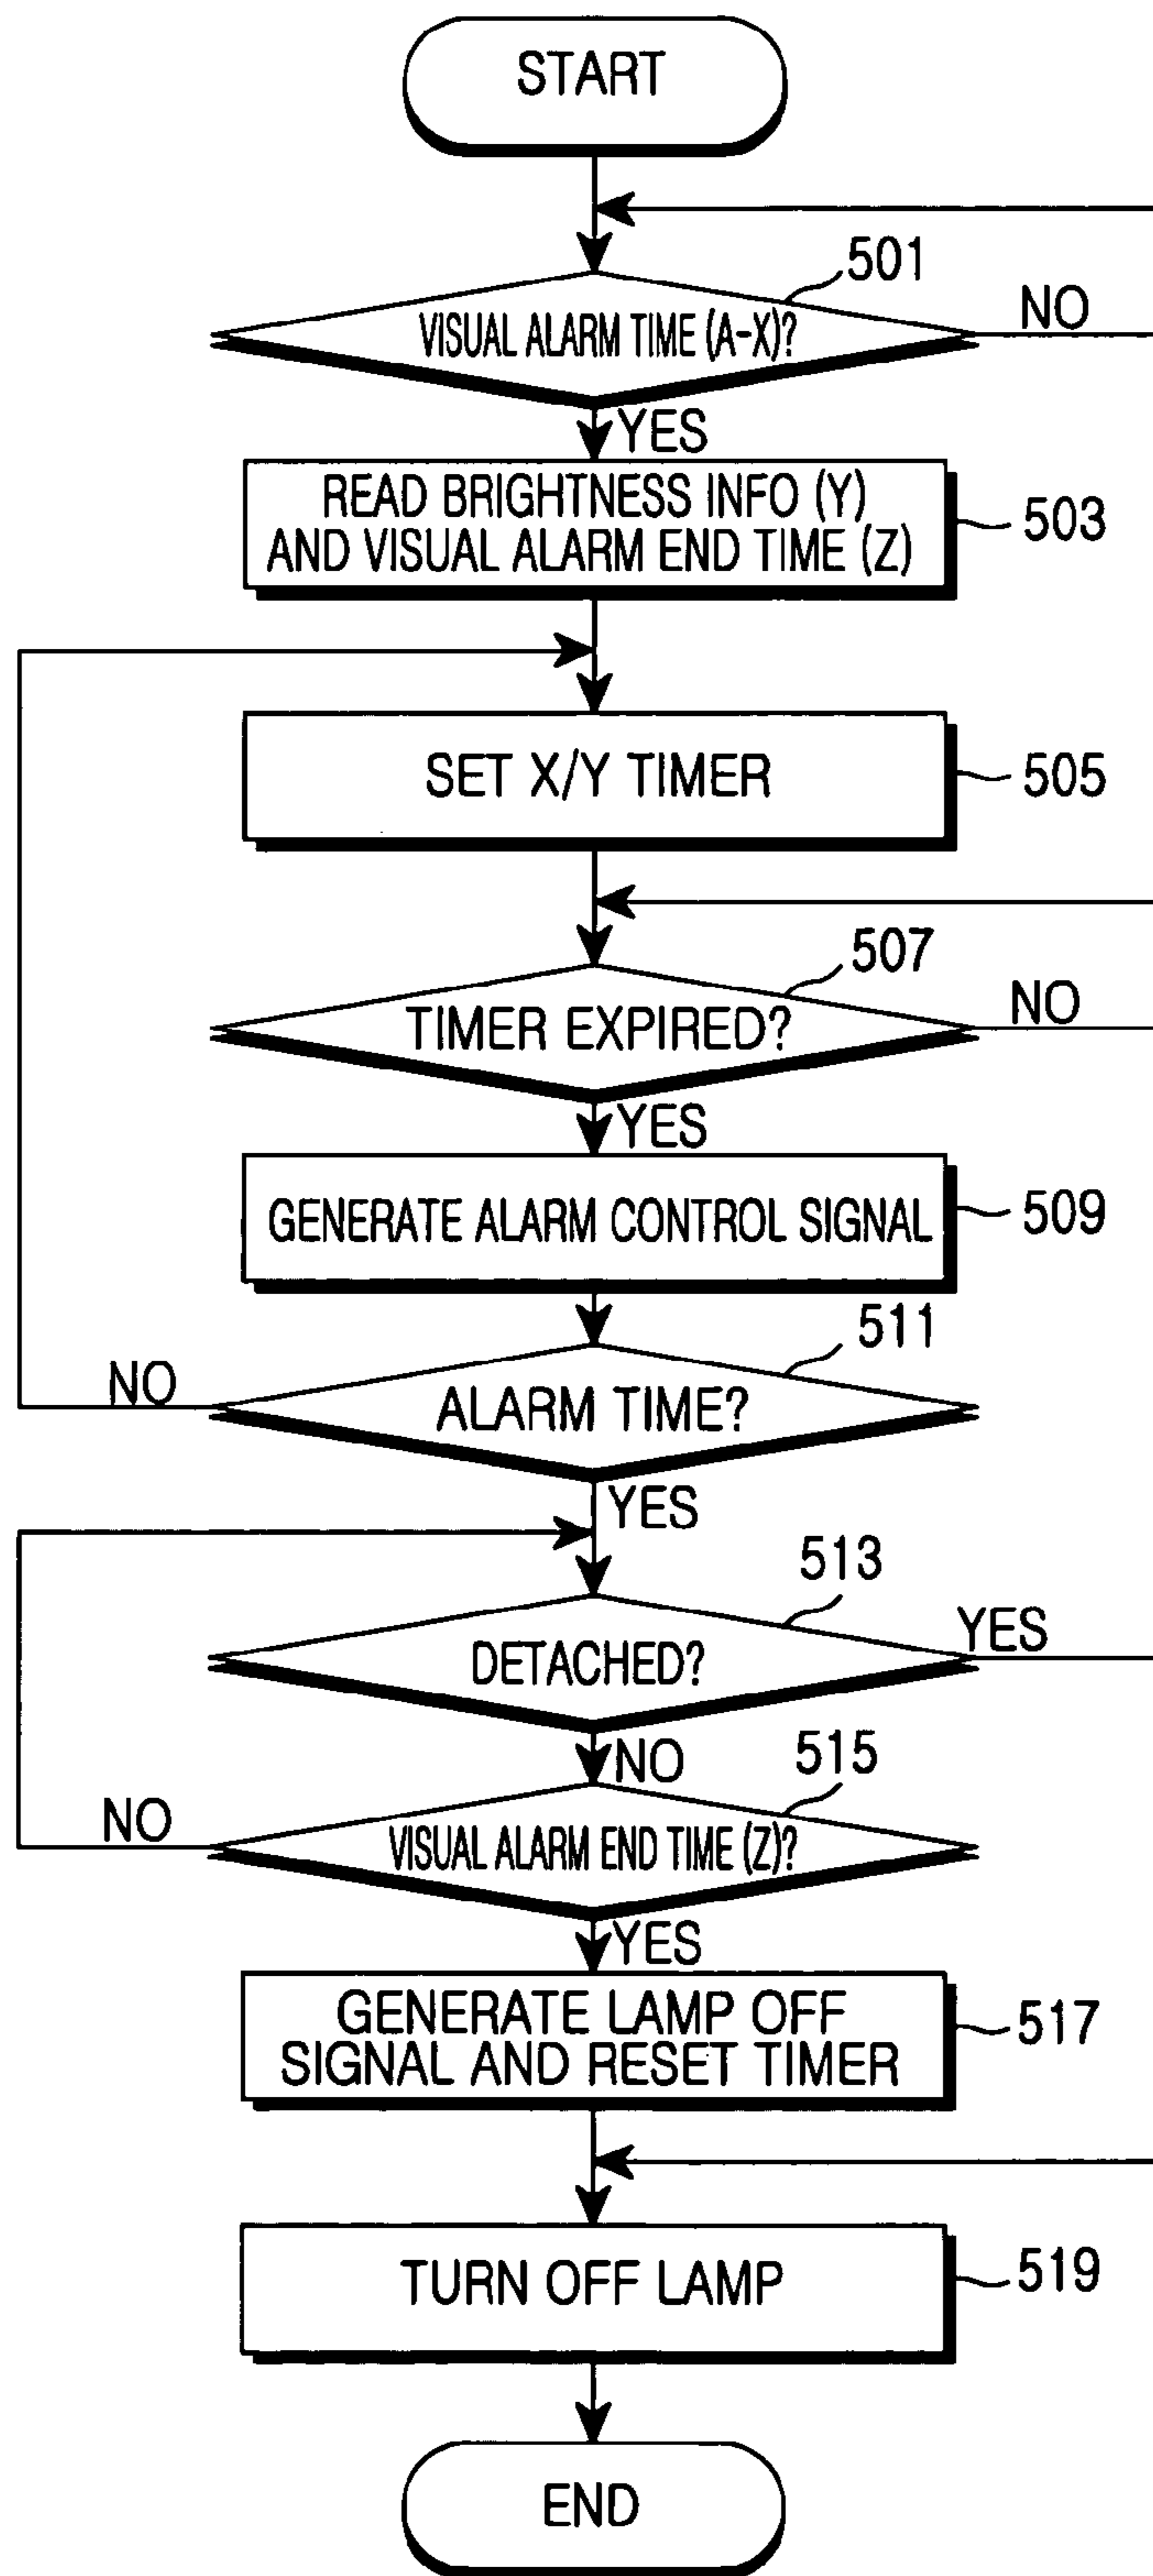 START
501
VISUAL ALARM TIME (A-X)?
NO
YES
READ BRIGHTNESS INFO (Y)
AND VISUAL ALARM END TIME (Z)
503
SET X/Y TIMER
505
507
TIMER EXPIRED?
NO
YES
GENERATE ALARM CONTROL SIGNAL
509
511
NO
ALARM TIME?
YES
513
DETACHED?
YES
NO
515
NO
VISUAL ALARM END TIME (Z)?
YES
GENERATE LAMP OFF
SIGNAL AND RESET TIMER
517
TURN OFF LAMP
519
END